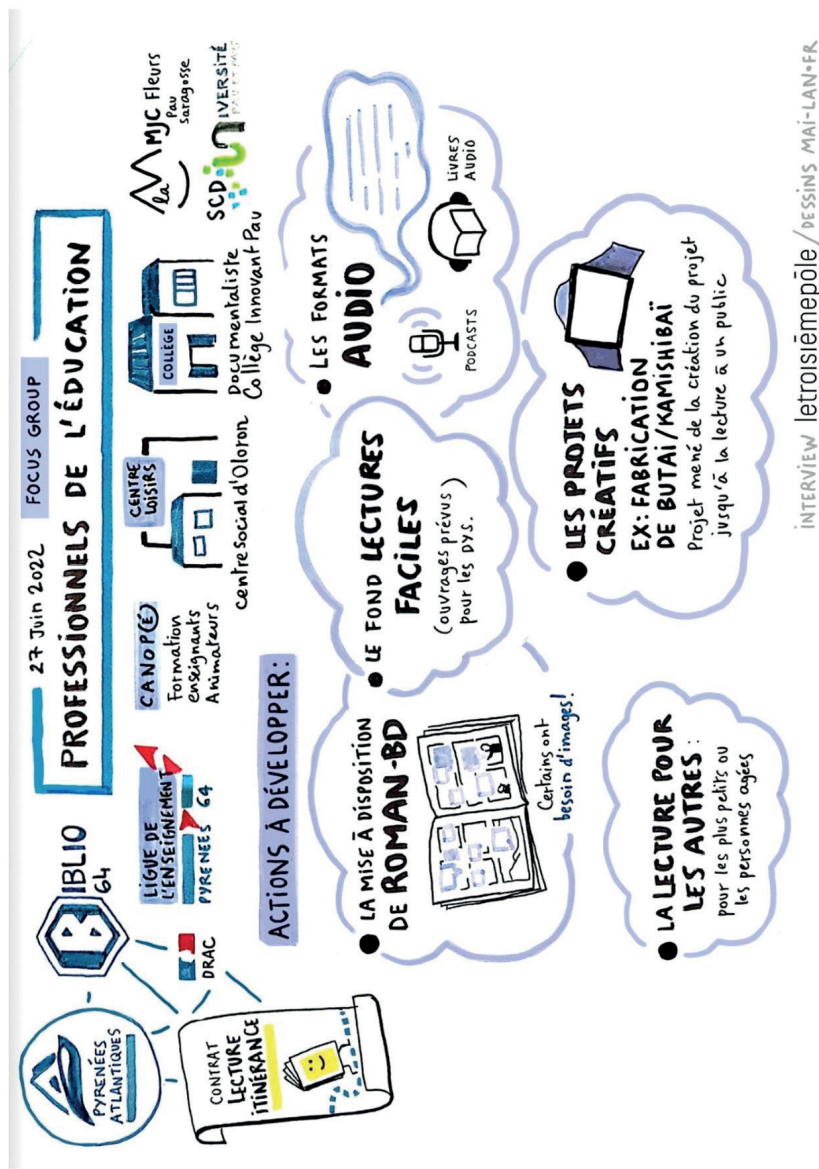 27 Juin 2022 FOCUS GROUP
PROFESSIONNELS DE L'ÉDUCATION
PYRENÉES
ATLANTIQUES
BIBLIO
64
DRAC
CONTRAT
LECTURE
ITINÉRANCE
LIGUE DE
L'ENSEIGNEMENT
PYRENEES 64
CANOP(É)
Formation
enseignants
Animateurs
CENTRE
LOISIRS
centre social d'Oloron
COLLEGE
Documentaliste
Collège Innovant Pau
la MJC Fleurs
Pau
Saragosse
SCD UNIVERSITÉ
ACTIONS À DÉVELOPPER:
● LA MISE À DISPOSITION
DE ROMAN-BD
Certains ont
besoin d'images!
● LE FOND LECTURES
FACILES
(ouvrages prévus)
pour les DYS.
● LES FORMATS
AUDIO
PODCASTS
LIVRES
AUDIO
● LA LECTURE POUR
LES AUTRES :
pour les plus petits ou
les personnes agées
● LES PROJETS
CRÉATIFS
EX: FABRICATION
DE BUTAI/KAMISHIBAÏ
Projet mené de la création du projet
jusqu'à la lecture à un public
INTERVIEW letroisièmepôle/DESSINS MAI-LAN•FR